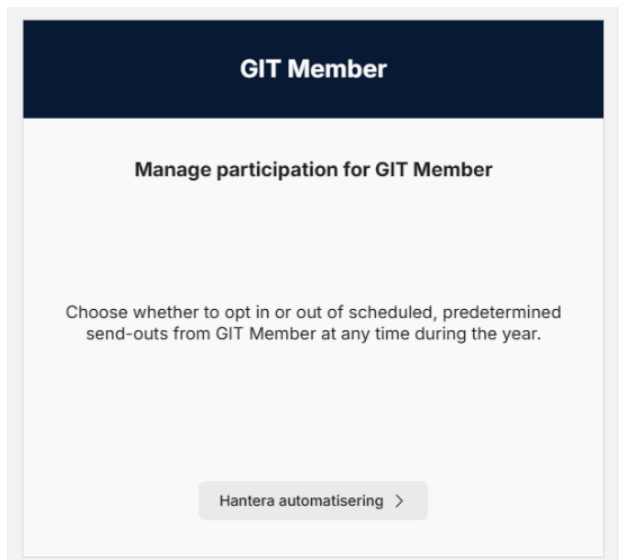 GIT Member
Manage participation for GIT Member
Choose whether to opt in or out of scheduled, predetermined
send-outs from GIT Member at any time during the year.
Hantera automatisering